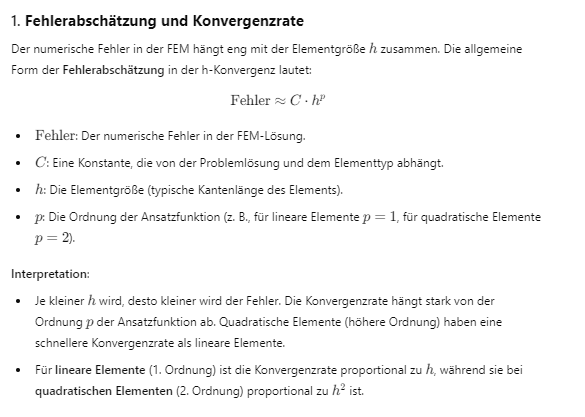 1. Fehlerabschätzung und Konvergenzrate
Der numerische Fehler in der FEM hängt eng mit der Elementgröße h zusammen. Die allgemeine
Form der Fehlerabschätzung in der h-Konvergenz lautet:
Fehler ≈ C · h^p
• Fehler: Der numerische Fehler in der FEM-Lösung.
• C: Eine Konstante, die von der Problemlösung und dem Elementtyp abhängt.
• h: Die Elementgröße (typische Kantenlänge des Elements).
• p: Die Ordnung der Ansatzfunktion (z. B., für lineare Elemente p = 1, für quadratische Elemente
p = 2).
Interpretation:
• Je kleiner h wird, desto kleiner wird der Fehler. Die Konvergenzrate hängt stark von der
Ordnung p der Ansatzfunktion ab. Quadratische Elemente (höhere Ordnung) haben eine
schnellere Konvergenzrate als lineare Elemente.
• Für lineare Elemente (1. Ordnung) ist die Konvergenzrate proportional zu h, während sie bei
quadratischen Elementen (2. Ordnung) proportional zu h² ist.